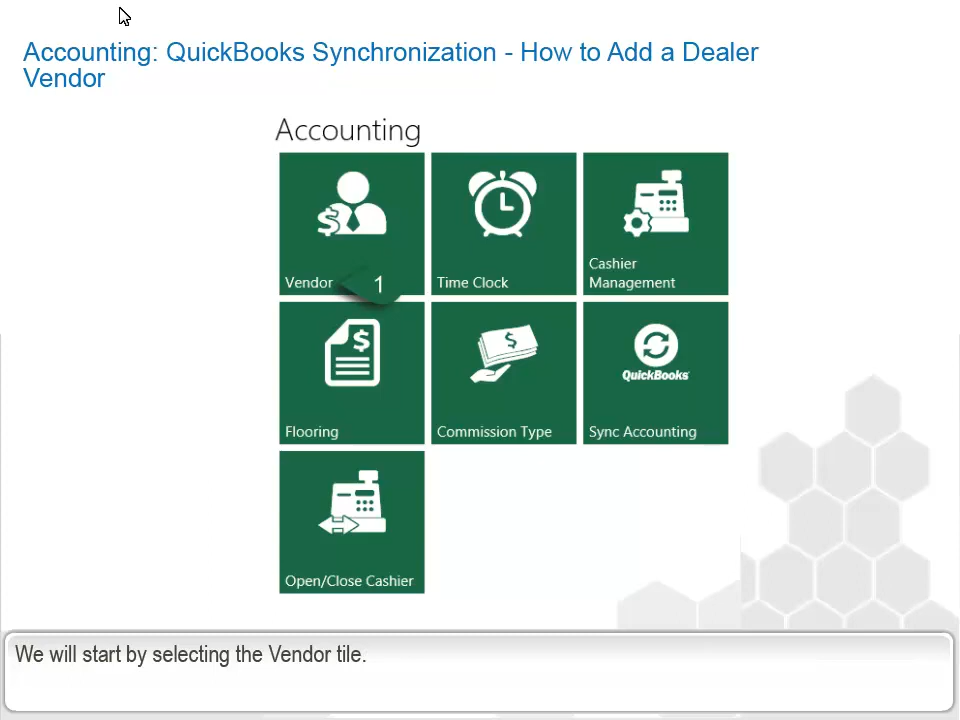 Accounting: QuickBooks Synchronization - How to Add a Dealer
Vendor
Accounting
Vendor
1
Time Clock
Cashier
Management
Flooring
Commission Type
QuickBooks
Sync Accounting
Open/Close Cashier
We will start by selecting the Vendor tile.